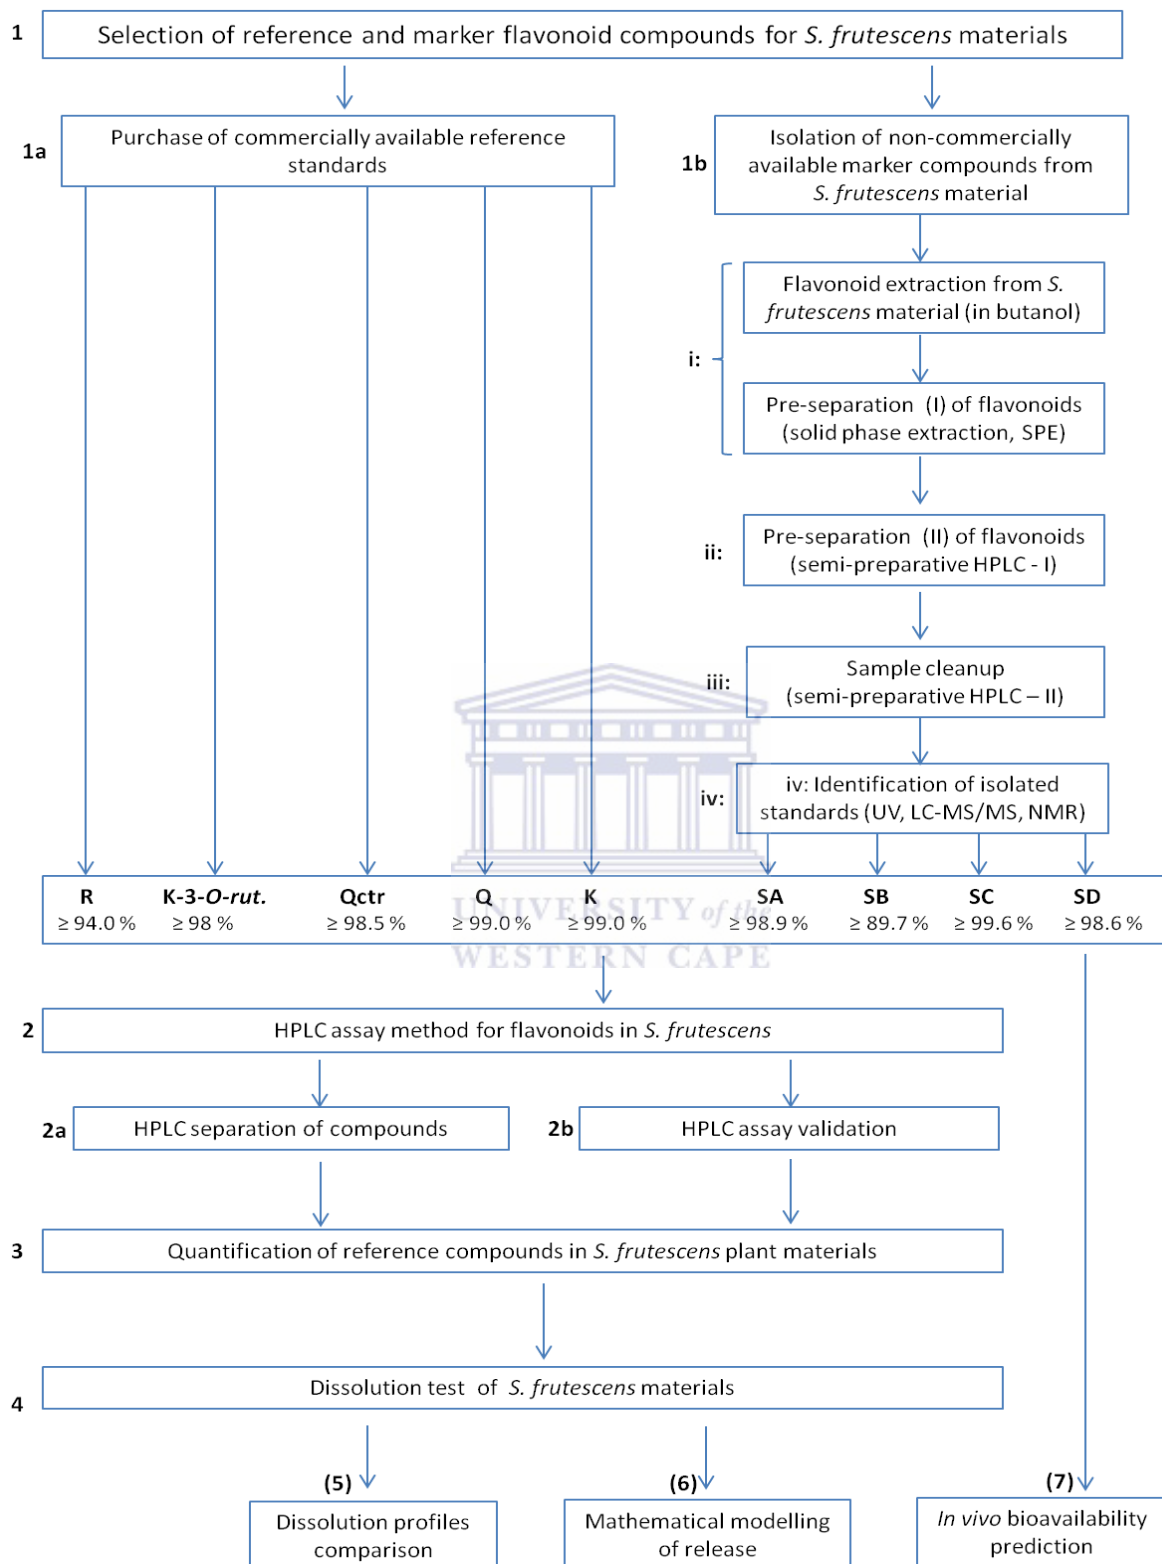 1
Selection of reference and marker flavonoid compounds for S. frutescens materials
1a
Purchase of commercially available reference
standards
1b
Isolation of non-commercially
available marker compounds from
S. frutescens material
i:
Flavonoid extraction from S.
frutescens material (in butanol)
Pre-separation (I) of flavonoids
(solid phase extraction, SPE)
ii:
Pre-separation (II) of flavonoids
(semi-preparative HPLC - I)
iii:
Sample cleanup
(semi-preparative HPLC – II)
iv:
iv: Identification of isolated
standards (UV, LC-MS/MS, NMR)
R K-3-O-rut. Qctr Q K SA SB SC SD
≥ 94.0 % ≥ 98 % ≥ 98.5 % ≥ 99.0 % ≥ 99.0 % ≥ 98.9 % ≥ 89.7 % ≥ 99.6 % ≥ 98.6 %
UNIVERSITY of the
WESTERN CAPE
2
HPLC assay method for flavonoids in S. frutescens
2a
HPLC separation of compounds
2b
HPLC assay validation
3
Quantification of reference compounds in S. frutescens plant materials
4
Dissolution test of S. frutescens materials
(5)
Dissolution profiles
comparison
(6)
Mathematical modelling
of release
(7)
In vivo bioavailability
prediction